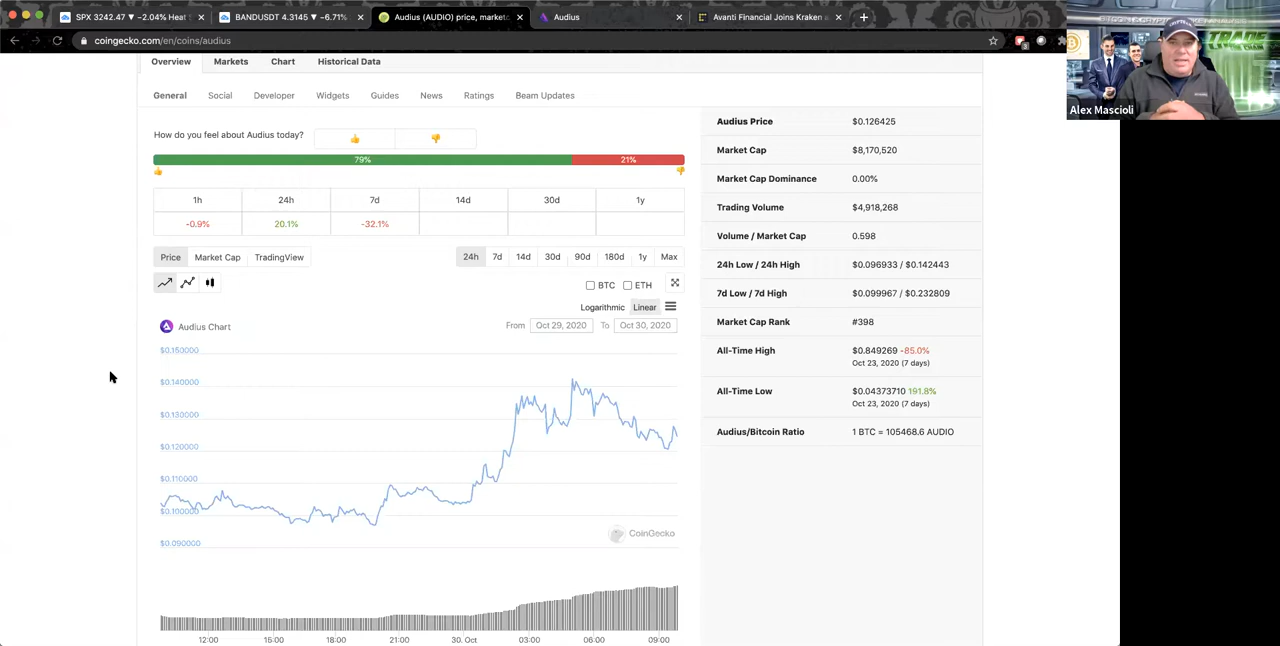 SPX 3242.47 ▼ −2.04% Heat S
BANDUSDT 4.3145 ▼ −6.71%
Audius (AUDIO) price, marketc
Audius
Avanti Financial Joins Kraken a
coingecko.com/en/coins/audius
3
TRADE
Alex Mascioli
Overview
Markets
Chart
Historical Data
General
Social
Developer
Widgets
Guides
News
Ratings
Beam Updates
How do you feel about Audius today?
79%
21%
1h 24h 7d 14d 30d 1y
-0.9% 20.1% -32.1%
Price
Market Cap
TradingView
24h 7d 14d 30d 90d 180d 1y Max
BTC
ETH
Logarithmic
Linear
Audius Chart
From Oct 29, 2020 To Oct 30, 2020
$0.150000
$0.140000
$0.130000
$0.120000
$0.110000
$0.100000
$0.090000
CoinGecko
12:00 15:00 18:00 21:00 30. Oct 03:00 06:00 09:00
Audius Price $0.126425
Market Cap $8,170,520
Market Cap Dominance 0.00%
Trading Volume $4,918,268
Volume / Market Cap 0.598
24h Low / 24h High $0.096933 / $0.142443
7d Low / 7d High $0.099967 / $0.232809
Market Cap Rank #398
All-Time High $0.849269 -85.0%
Oct 23, 2020 (7 days)
All-Time Low $0.04373710 191.8%
Oct 23, 2020 (7 days)
Audius/Bitcoin Ratio 1 BTC = 105468.6 AUDIO